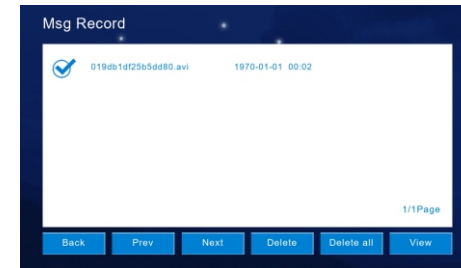 Msg Record
019db1df25b5dd80.avi 1970-01-01 00:02
1/1Page
Back Prev Next Delete Delete all View